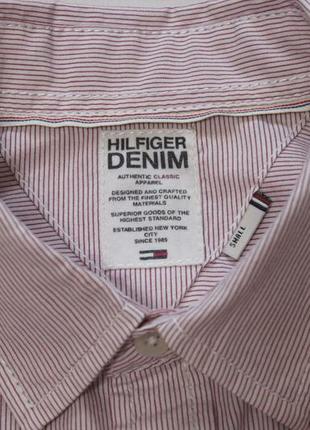 HILFIGER
DENIM
AUTHENTIC CLASSIC
APPAREL
DESIGNED AND CRAFTED
FROM THE FINEST QUALITY
MATERIALS
SUPERIOR GOODS OF THE
HIGHEST STANDARD
ESTABLISHED NEW YORK
CITY
SINCE 1985
SMALL